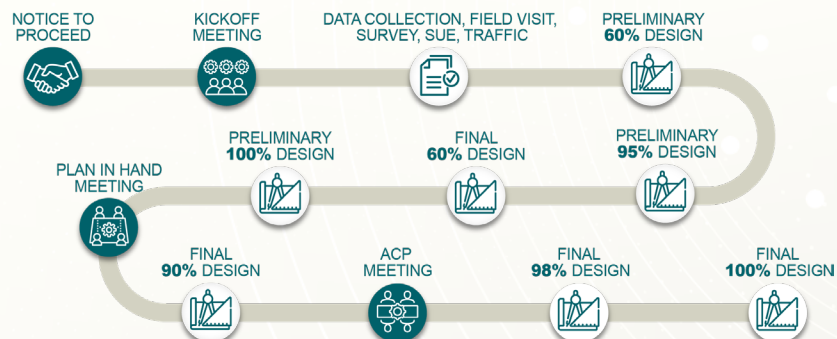 NOTICE TO
PROCEED
KICKOFF
MEETING
DATA COLLECTION, FIELD VISIT,
SURVEY, SUE, TRAFFIC
PRELIMINARY
60% DESIGN
PRELIMINARY
95% DESIGN
FINAL
60% DESIGN
PRELIMINARY
100% DESIGN
PLAN IN HAND
MEETING
FINAL
90% DESIGN
ACP
MEETING
FINAL
98% DESIGN
FINAL
100% DESIGN